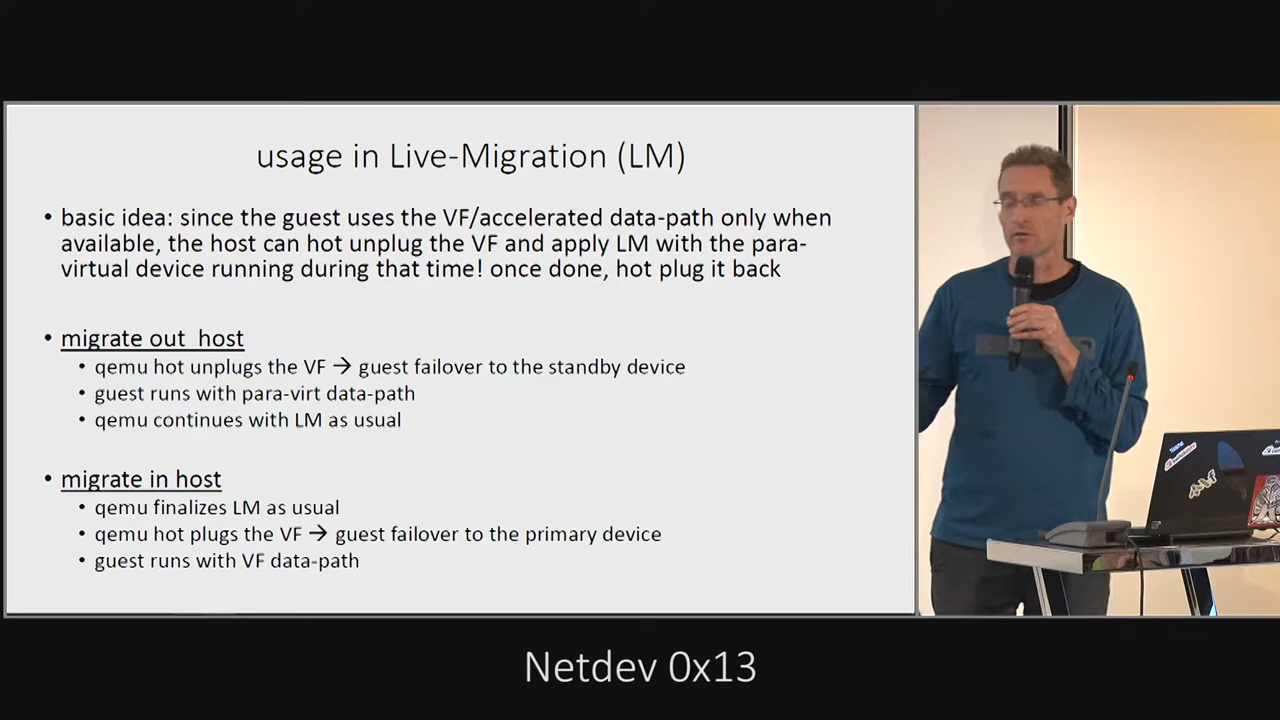 usage in Live-Migration (LM)
• basic idea: since the guest uses the VF/accelerated data-path only when
available, the host can hot unplug the VF and apply LM with the para-
virtual device running during that time! once done, hot plug it back
• migrate out  host
• qemu hot unplugs the VF → guest failover to the standby device
• guest runs with para-virt data-path
• qemu continues with LM as usual
• migrate in host
• qemu finalizes LM as usual
• qemu hot plugs the VF → guest failover to the primary device
• guest runs with VF data-path
Netdev 0x13